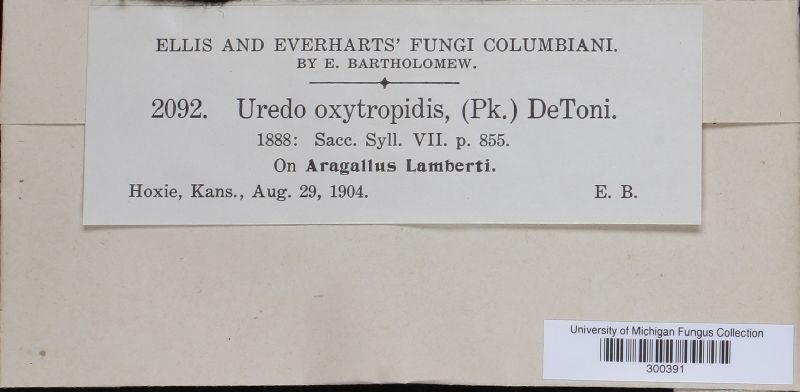 ELLIS AND EVERHARTS' FUNGI COLUMBIANI.
BY E. BARTHOLOMEW.
2092. Uredo oxytropidis, (Pk.) DeToni.
1888: Sacc. Syll. VII. p. 855.
On Aragallus Lamberti.
Hoxie, Kans., Aug. 29, 1904. E. B.
University of Michigan Fungus Collection
300391